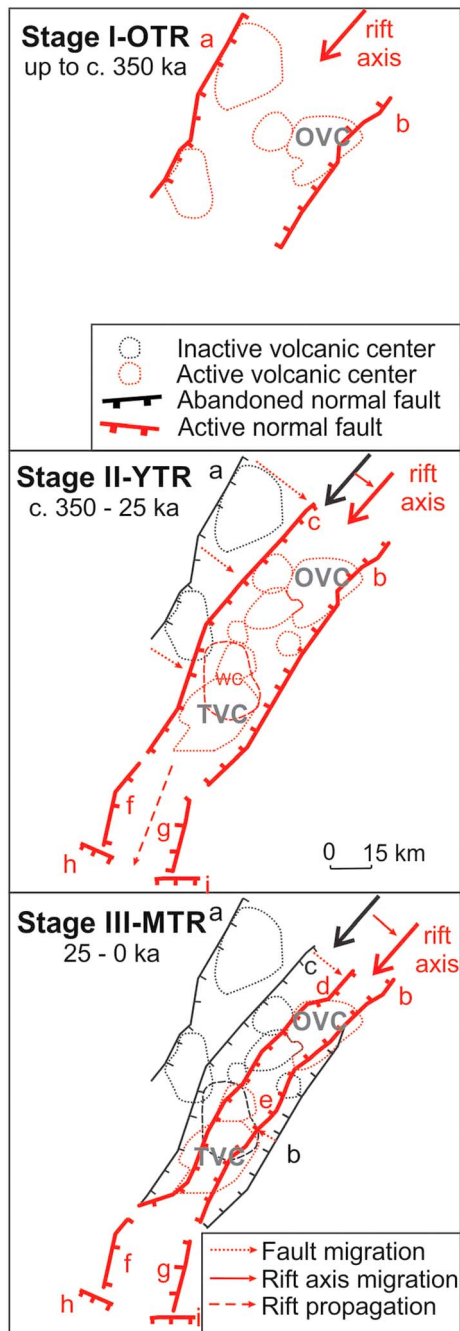 Stage I-OTR
up to c. 350 ka
a
rift
axis
OVC
b
Inactive volcanic center
Active volcanic center
Abandoned normal fault
Active normal fault
Stage II-YTR
c. 350 - 25 ka
a
rift
axis
c
OVC
b
WC
TVC
f
g
h
i
0 15 km
Stage III-MTR
25 - 0 ka
a
rift
axis
c
d
b
OVC
e
b
TVC
f
g
h
i
Fault migration
Rift axis migration
Rift propagation